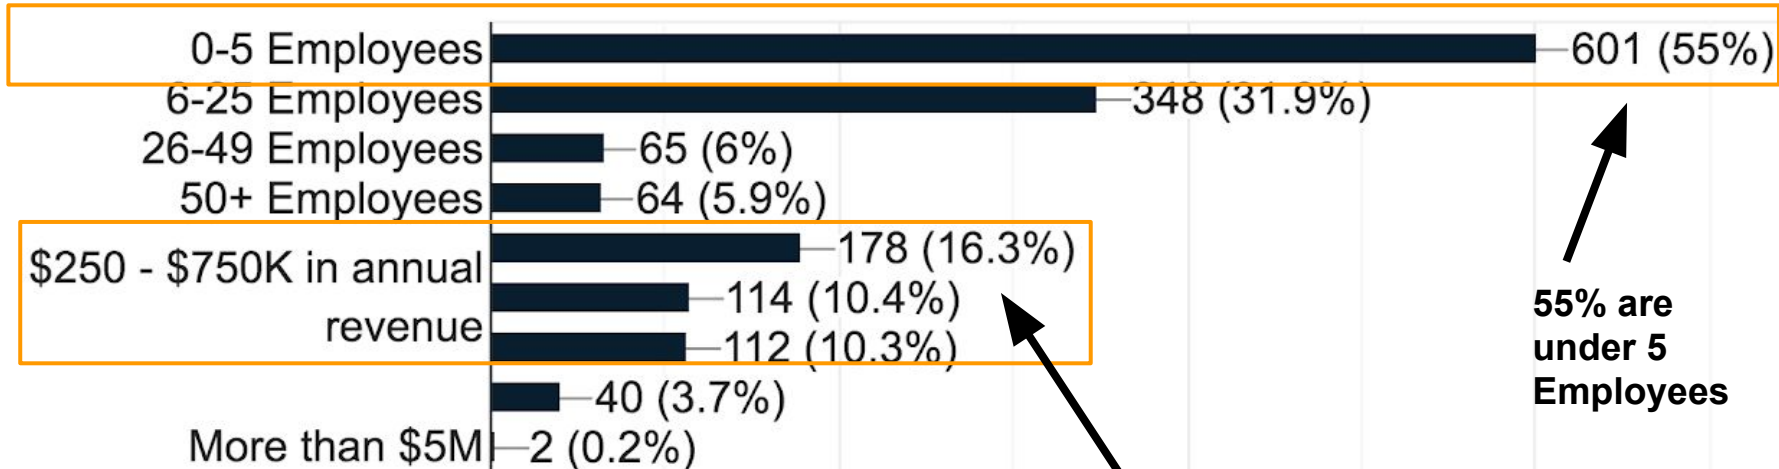 0-5 Employees 601 (55%)
6-25 Employees 348 (31.9%)
26-49 Employees 65 (6%)
50+ Employees 64 (5.9%)
178 (16.3%)
$250 - $750K in annual
114 (10.4%)
revenue
112 (10.3%)
40 (3.7%)
More than $5M 2 (0.2%)
55% are
under 5
Employees